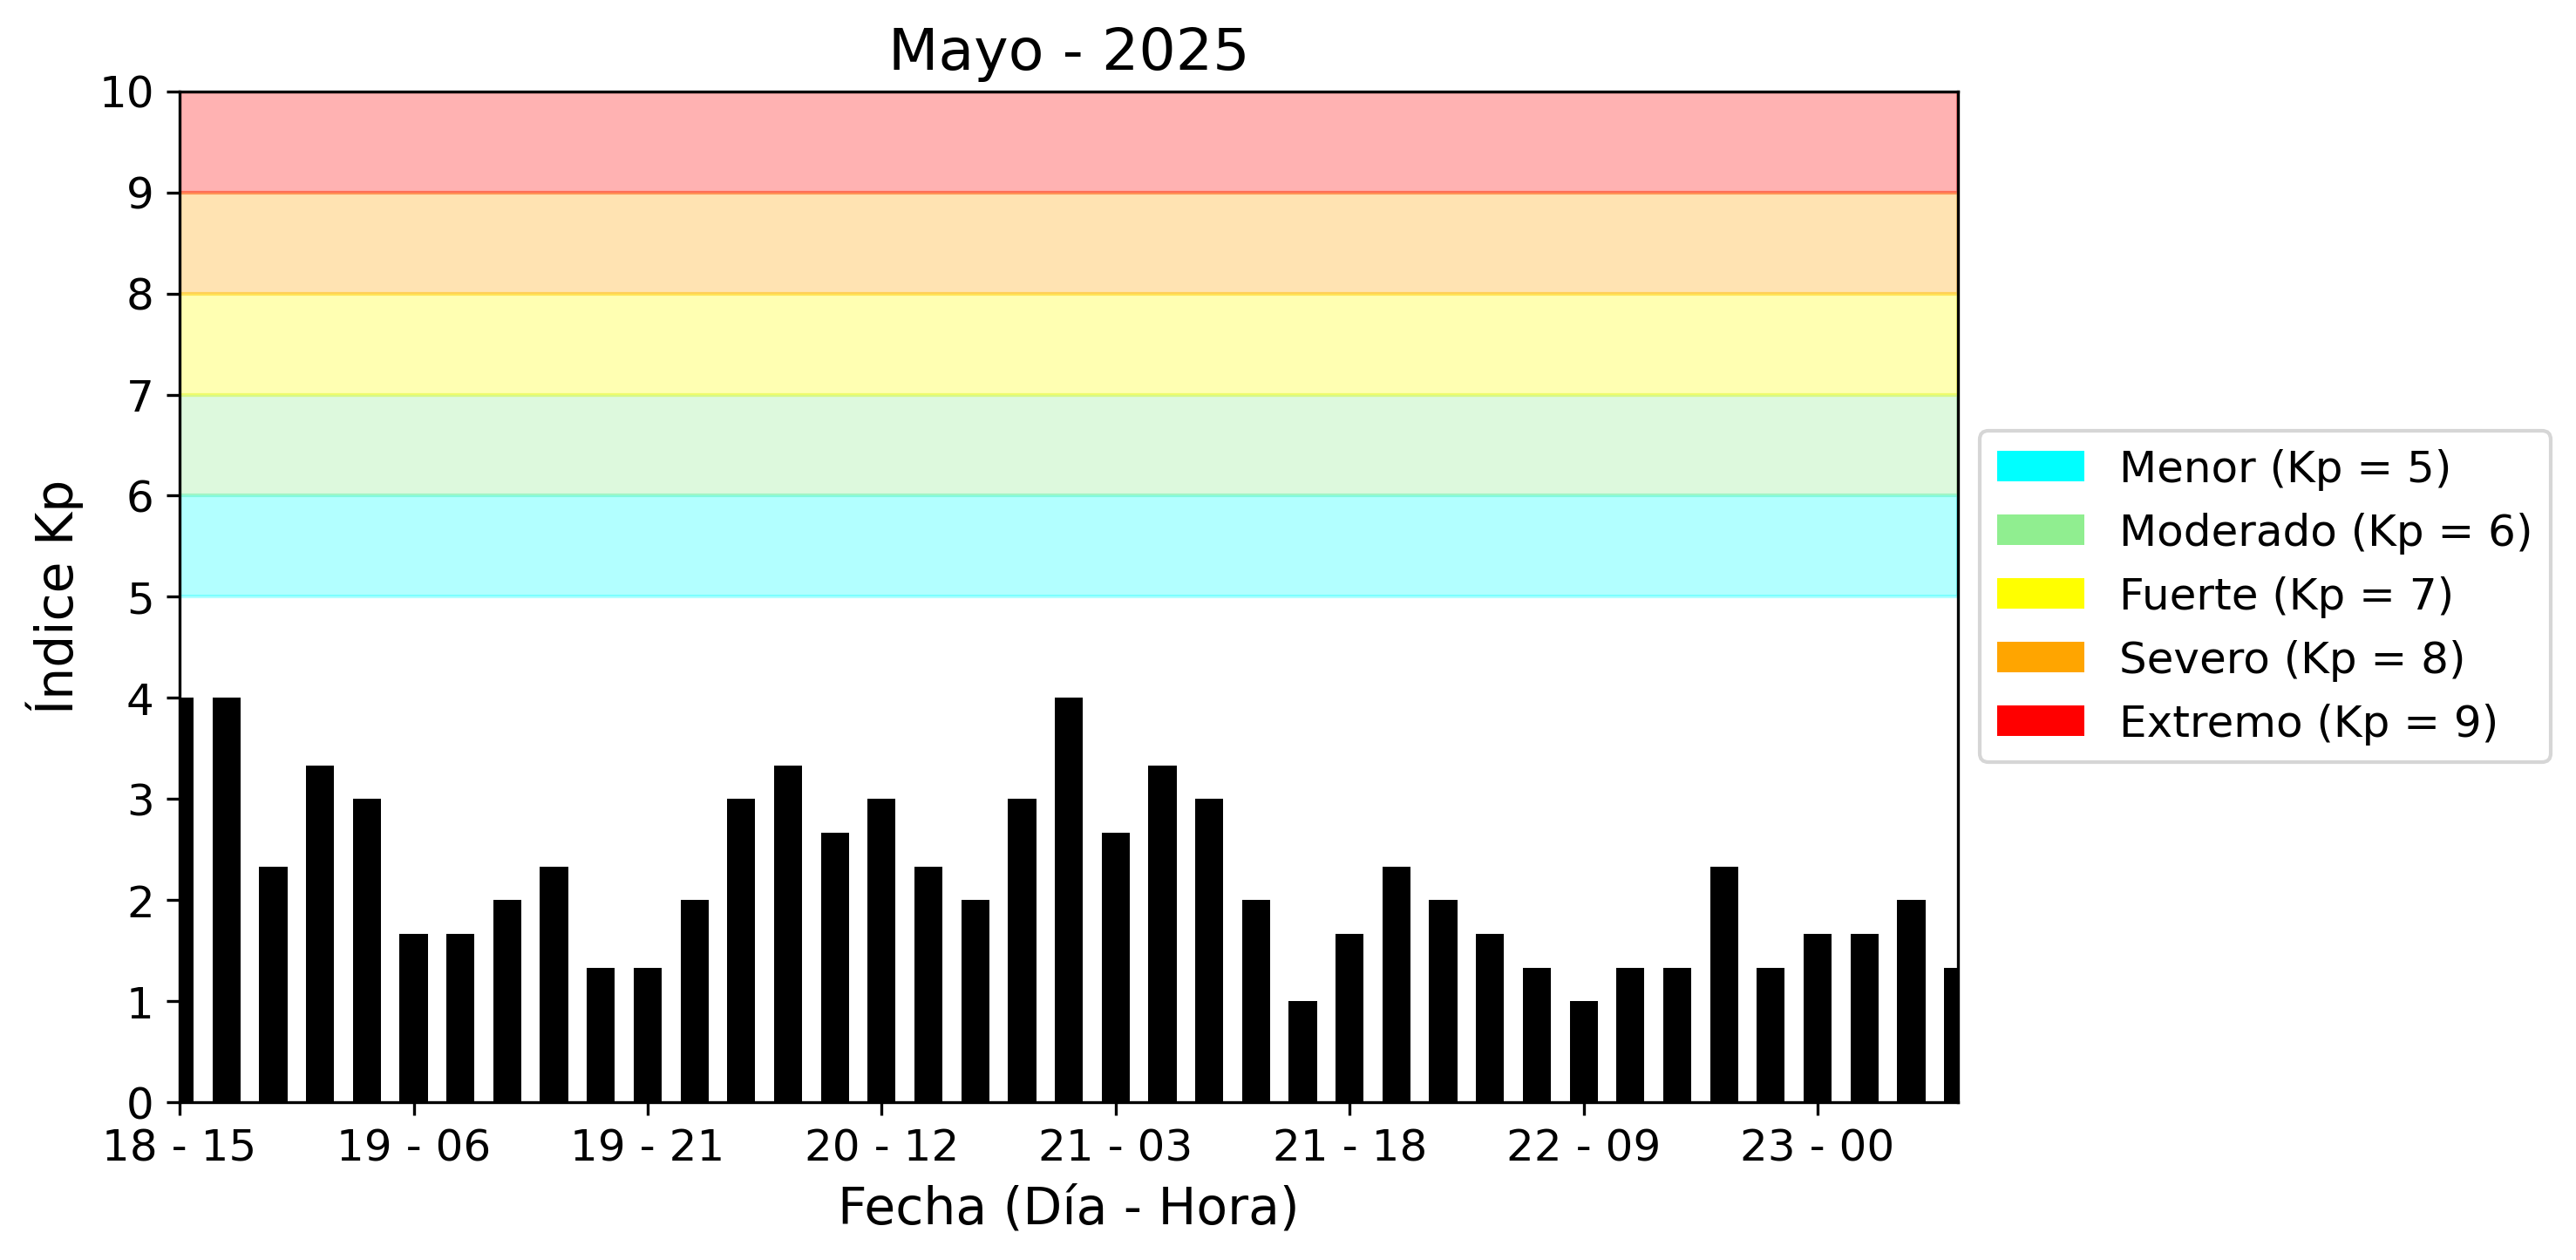 Mayo - 2025
10
9
8
7
6
5
4
3
2
1
0
Índice Kp
18 - 15 19 - 06 19 - 21 20 - 12 21 - 03 21 - 18 22 - 09 23 - 00
Fecha (Día - Hora)
Menor (Kp = 5)
Moderado (Kp = 6)
Fuerte (Kp = 7)
Severo (Kp = 8)
Extremo (Kp = 9)